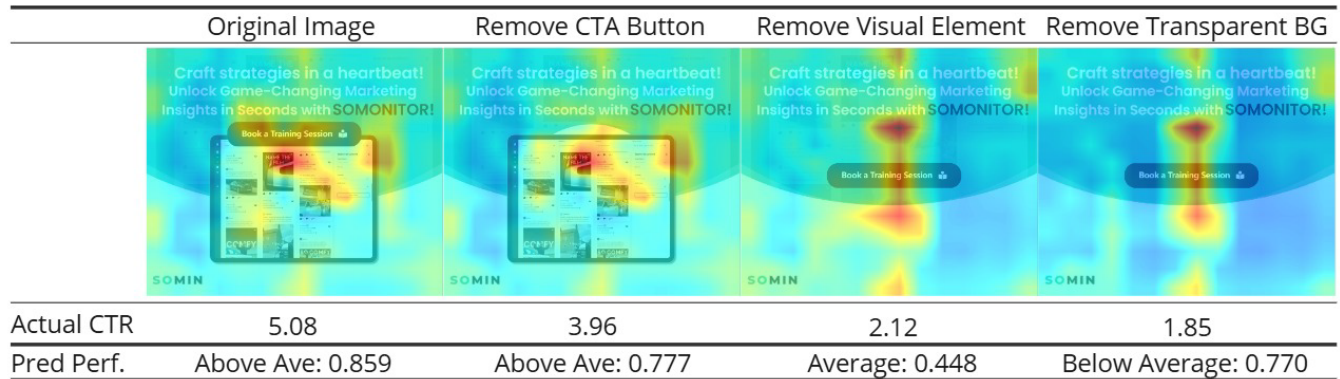 Original Image Remove CTA Button Remove Visual Element Remove Transparent BG
Craft strategies in a heartbeat!
Unlock Game-Changing Marketing
Insights in Seconds with SOMONITOR!
Book a Training Session
COMFY
SOMIN
Craft strategies in a heartbeat!
Unlock Game-Changing Marketing
Insights in Seconds with SOMONITOR!
SOMIN
Craft strategies in a heartbeat!
Unlock Game-Changing Marketing
Insights in Seconds with SOMONITOR!
Book a Training Session
SOMIN
Craft strategies in a heartbeat!
Unlock Game-Changing Marketing
Insights in Seconds with SOMONITOR!
Book a Training Session
SOMIN
Actual CTR 5.08 3.96 2.12 1.85
Pred Perf. Above Ave: 0.859 Above Ave: 0.777 Average: 0.448 Below Average: 0.770